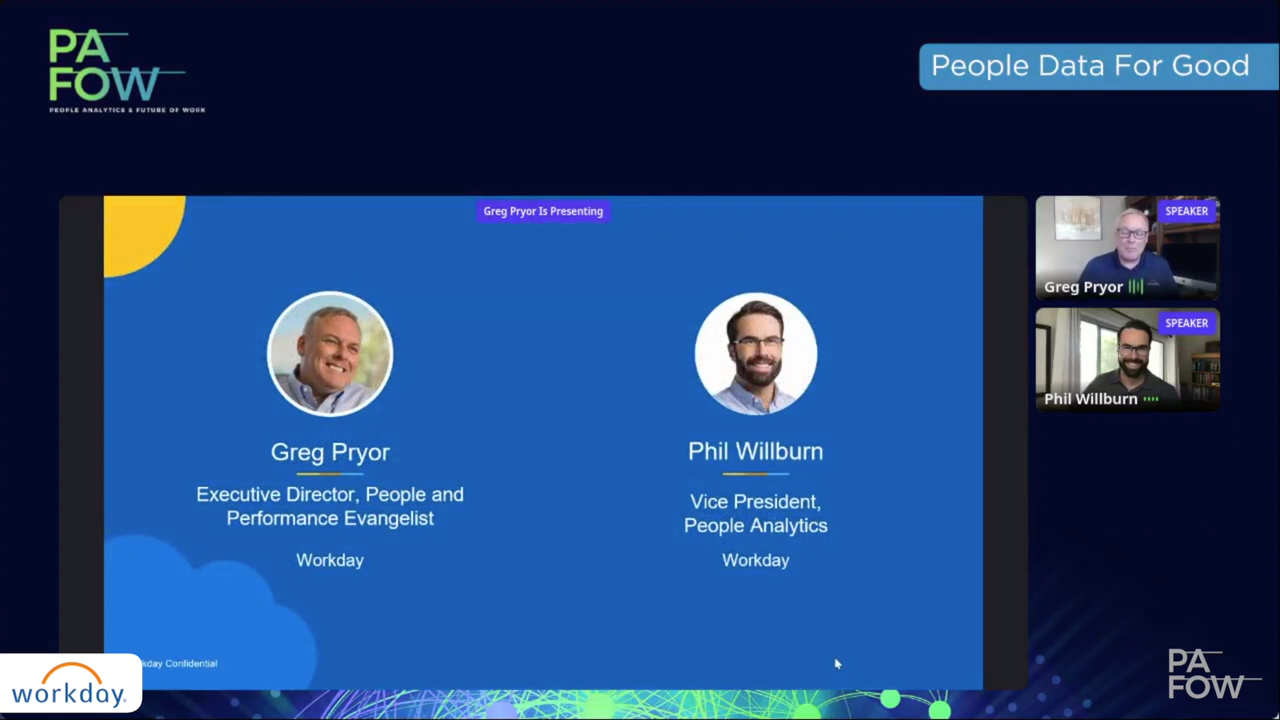 PA
FOW
PEOPLE ANALYTICS & FUTURE OF WORK
People Data For Good
Greg Pryor Is Presenting
SPEAKER
Greg Pryor
SPEAKER
Phil Willburn
Greg Pryor
Executive Director, People and
Performance Evangelist
Workday
Phil Willburn
Vice President,
People Analytics
Workday
Confidential
workday.
PA
FOW